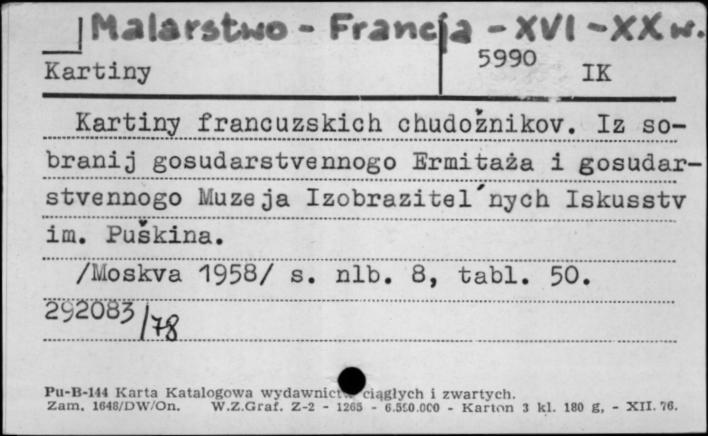 Malarstwo - Francja - XVI - XX w.
Kartiny 5990 IK
Kartiny francuzskich chudožnikov. Iz so-
branij gosudarstvennogo Ermitaža i gosudar-
stvennogo Muzeja Izobrazitel´nych Iskusstv
im. Puškina.
/Moskva 1958/ s. nlb. 8, tabl. 50.
292083/78
Pu-B-144 Karta Katalogowa wydawnictw ciągłych i zwartych.
Zam. 1648/DW/On. W.Z.Graf. Z-2 - 1265 - 6.550.000 - Karton 3 kl. 180 g, - XII. 76.